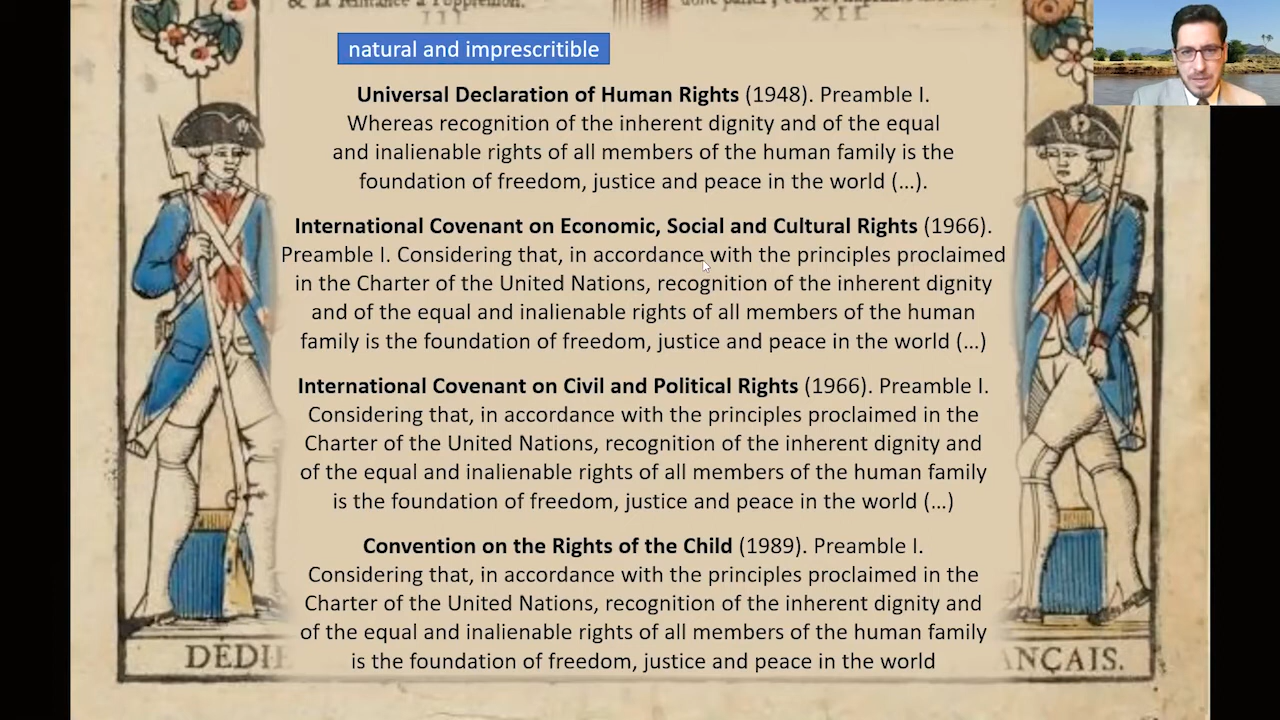 & la résistance à l'oppression.
III
XII
natural and imprescritible
Universal Declaration of Human Rights (1948). Preamble I.
Whereas recognition of the inherent dignity and of the equal
and inalienable rights of all members of the human family is the
foundation of freedom, justice and peace in the world (...).
International Covenant on Economic, Social and Cultural Rights (1966).
Preamble I. Considering that, in accordance with the principles proclaimed
in the Charter of the United Nations, recognition of the inherent dignity
and of the equal and inalienable rights of all members of the human
family is the foundation of freedom, justice and peace in the world (...)
International Covenant on Civil and Political Rights (1966). Preamble I.
Considering that, in accordance with the principles proclaimed in the
Charter of the United Nations, recognition of the inherent dignity and
of the equal and inalienable rights of all members of the human family
is the foundation of freedom, justice and peace in the world (...)
Convention on the Rights of the Child (1989). Preamble I.
Considering that, in accordance with the principles proclaimed in the
Charter of the United Nations, recognition of the inherent dignity and
of the equal and inalienable rights of all members of the human family
is the foundation of freedom, justice and peace in the world
DÉDIE
NÇAIS.